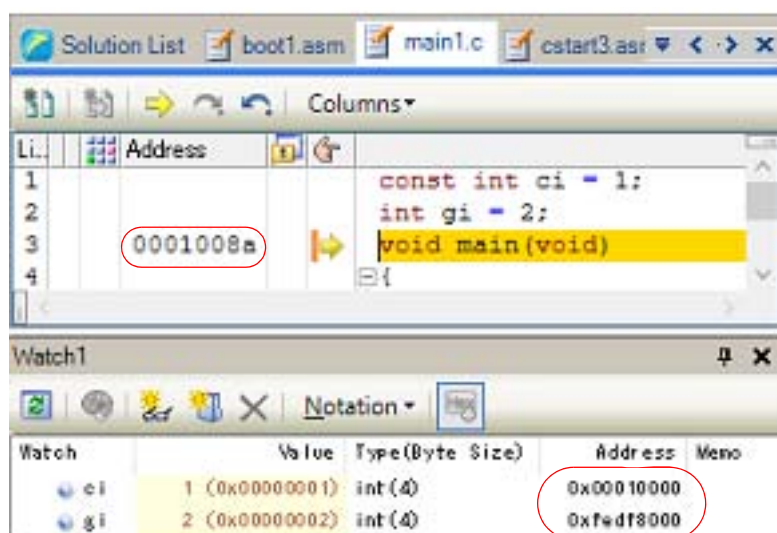 Solution List boot1.asm main1.c cstart3.asr
Columns
Li.. Address
1 const int ci = 1;
2 int gi = 2;
3 0001008a void main(void)
4 {
Watch1
Notation Hex
Watch Value Type(Byte Size) Address Memo
ci 1 (0x00000001) int(4) 0x00010000
gi 2 (0x00000002) int(4) 0xfedf8000